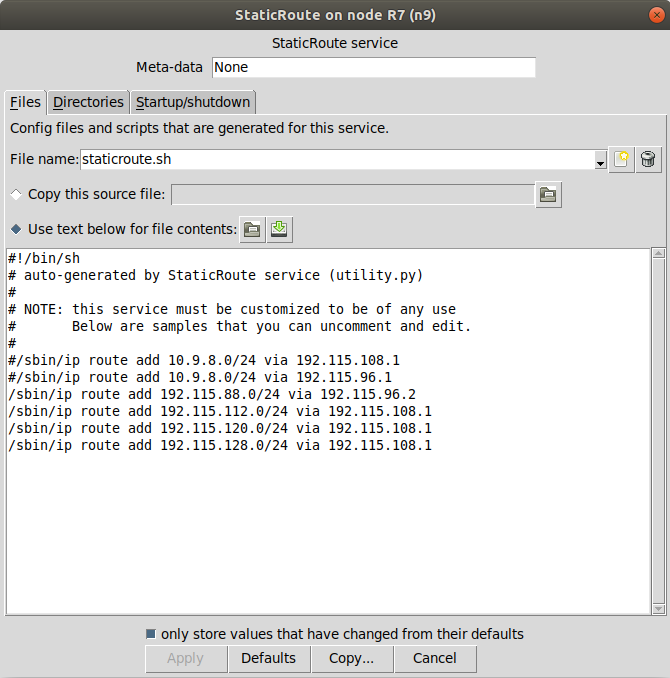 StaticRoute on node R7 (n9)
StaticRoute service
Meta-data None
Files Directories Startup/shutdown
Config files and scripts that are generated for this service.
File name: staticroute.sh
Copy this source file:
Use text below for file contents:
#!/bin/sh
# auto-generated by StaticRoute service (utility.py)
#
# NOTE: this service must be customized to be of any use
#       Below are samples that you can uncomment and edit.
#
#/sbin/ip route add 10.9.8.0/24 via 192.115.108.1
#/sbin/ip route add 10.9.8.0/24 via 192.115.96.1
/sbin/ip route add 192.115.88.0/24 via 192.115.96.2
/sbin/ip route add 192.115.112.0/24 via 192.115.108.1
/sbin/ip route add 192.115.120.0/24 via 192.115.108.1
/sbin/ip route add 192.115.128.0/24 via 192.115.108.1
only store values that have changed from their defaults
Apply Defaults Copy... Cancel